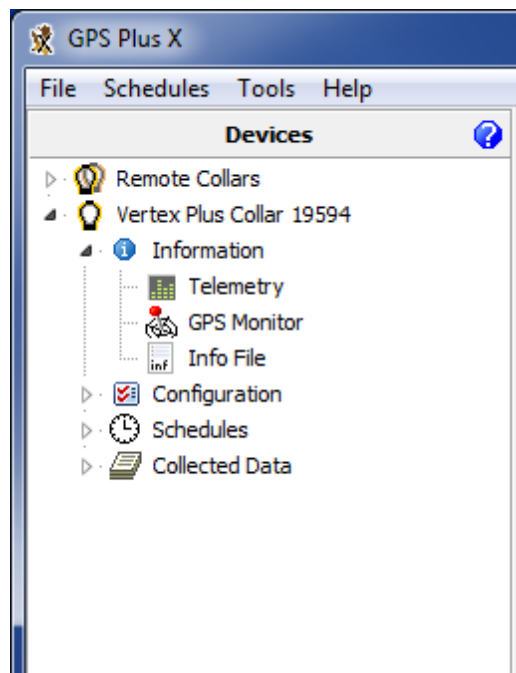 GPS Plus X
File Schedules Tools Help
Devices
Remote Collars
Vertex Plus Collar 19594
Information
Telemetry
GPS Monitor
inf Info File
Configuration
Schedules
Collected Data